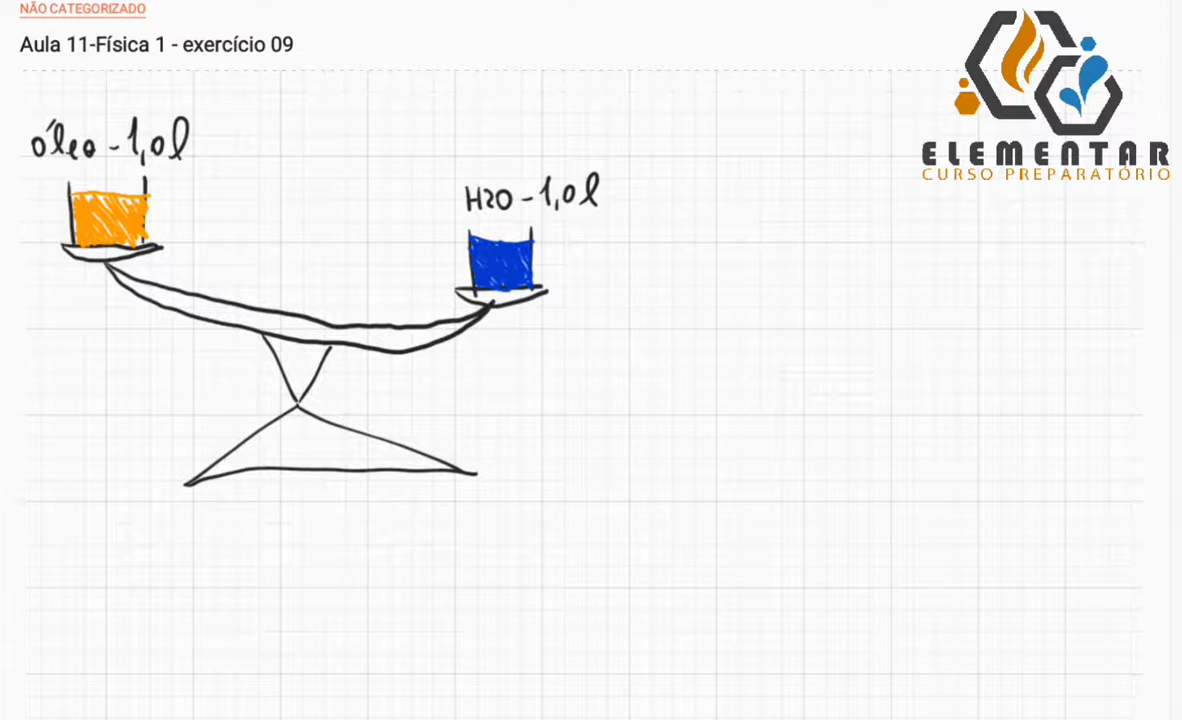 NÃO CATEGORIZADO
Aula 11-Física 1 - exercício 09
ELEMENTAR
CURSO PREPARATÓRIO
óleo - 1,0l
H2O - 1,0l